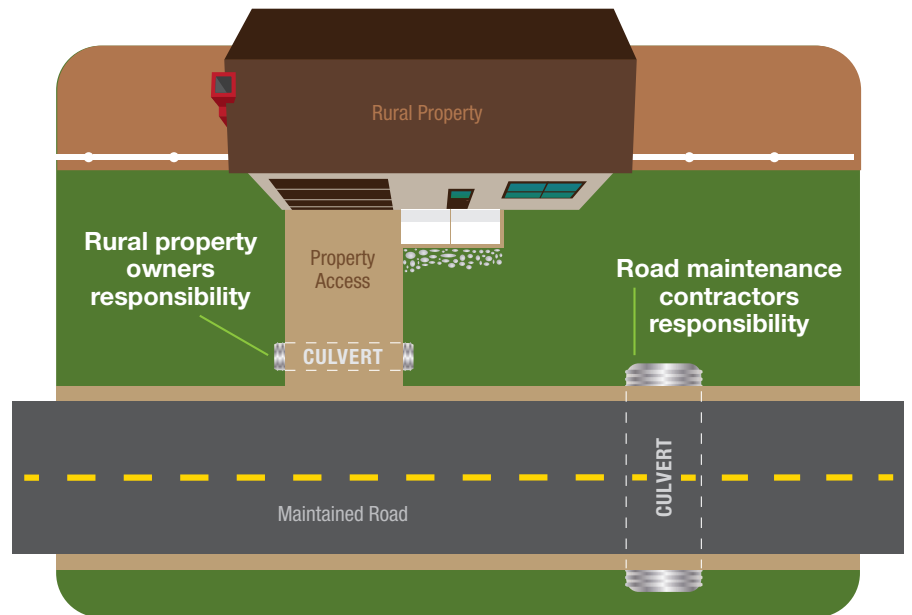 Rural Property
Rural property
owners
responsibility
Property
Access
Road maintenance
contractors
responsibility
CULVERT
CULVERT
Maintained Road